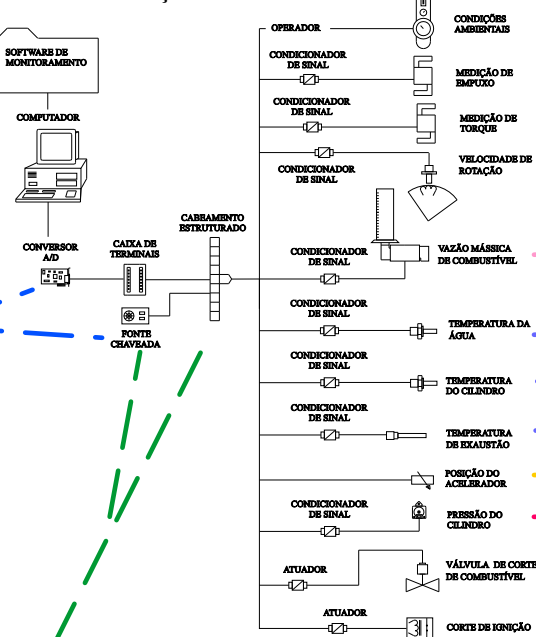 SOFTWARE DE
MONITORAMENTO
COMPUTADOR
CONVERSOR
A/D
CAIXA DE
TERMINAIS
FONTE
CHAVEADA
CABEAMENTO
ESTRUTURADO
OPERADOR
CONDIÇÕES
AMBIENTAIS
CONDICIONADOR
DE SINAL
MEDIÇÃO DE
EMPUXO
CONDICIONADOR
DE SINAL
MEDIÇÃO DE
TORQUE
CONDICIONADOR
DE SINAL
VELOCIDADE DE
ROTAÇÃO
CONDICIONADOR
DE SINAL
VAZÃO MÁSSICA
DE COMBUSTÍVEL
CONDICIONADOR
DE SINAL
TEMPERATURA DA
ÁGUA
CONDICIONADOR
DE SINAL
TEMPERATURA
DO CILINDRO
CONDICIONADOR
DE SINAL
TEMPERATURA
DE EXAUSTÃO
POSIÇÃO DO
ACELERADOR
CONDICIONADOR
DE SINAL
PRESSÃO DO
CILINDRO
ATUADOR
VÁLVULA DE CORTE
DE COMBUSTÍVEL
ATUADOR
CORTE DE IGNIÇÃO